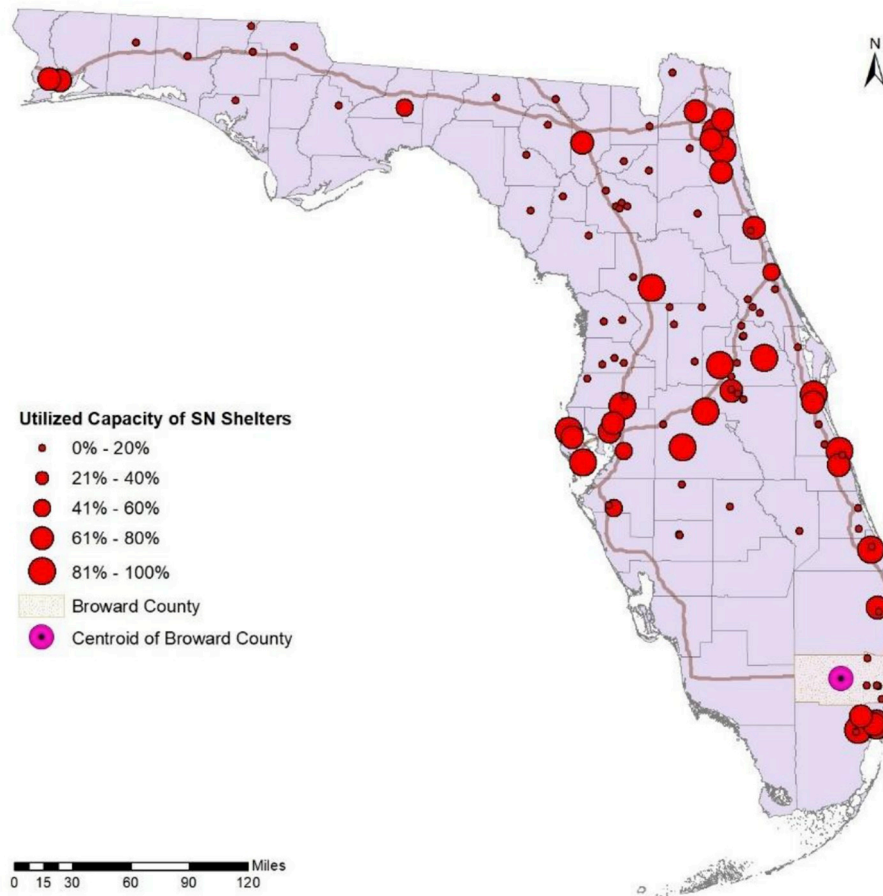 N
Utilized Capacity of SN Shelters
0% - 20%
21% - 40%
41% - 60%
61% - 80%
81% - 100%
Broward County
Centroid of Broward County
Miles
0 15 30 60 90 120